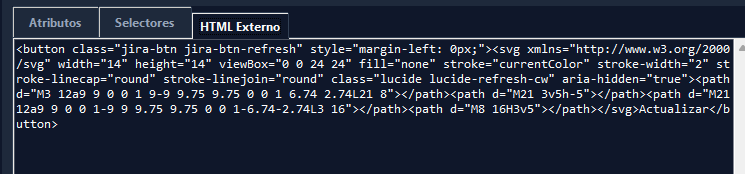 Atributos
Selectores
HTML Externo
<button class="jira-btn jira-btn-refresh" style="margin-left: 0px;"><svg xmlns="http://www.w3.org/2000
/svg" width="14" height="14" viewBox="0 0 24 24" fill="none" stroke="currentColor" stroke-width="2" st
roke-linecap="round" stroke-linejoin="round" class="lucide lucide-refresh-cw" aria-hidden="true"><path
d="M3 12a9 9 0 0 1 9-9 9.75 9.75 0 0 1 6.74 2.74L21 8"></path><path d="M21 3v5h-5"></path><path d="M21
12a9 9 0 0 1-9 9 9.75 9.75 0 0 1-6.74-2.74L3 16"></path><path d="M8 16H3v5"></path></svg>Actualizar</b
utton>